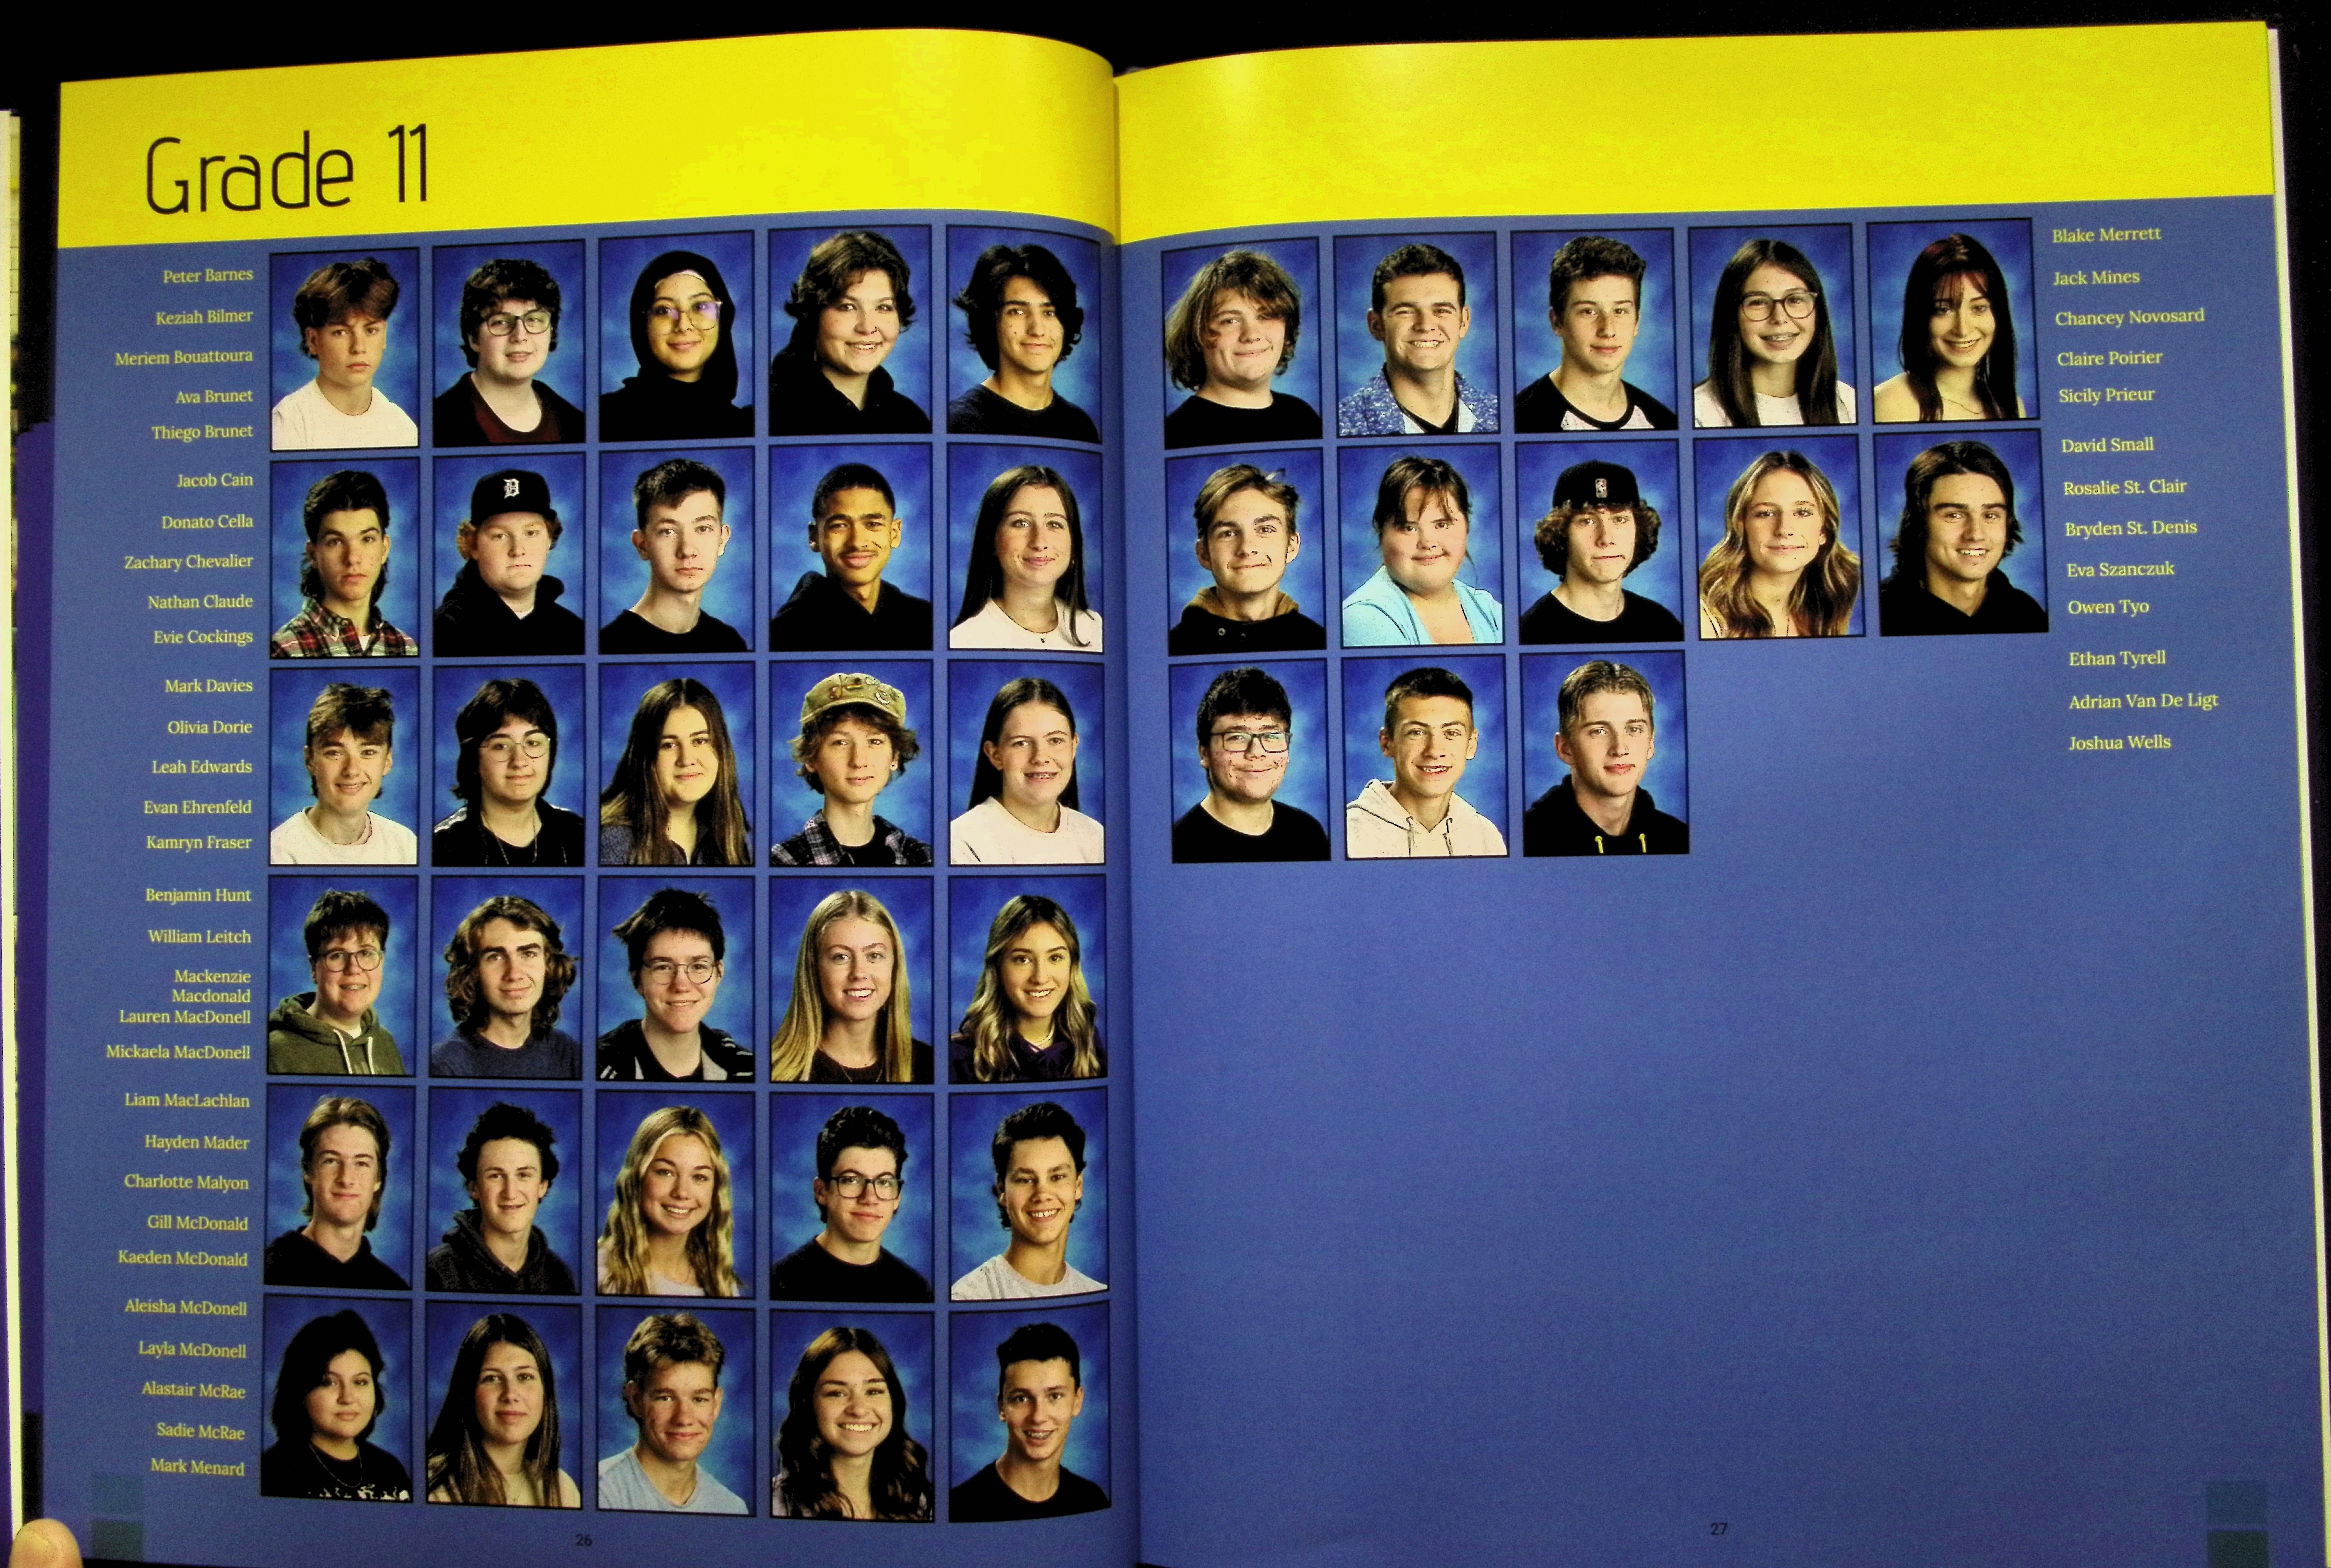 Grade 11
Peter Barnes
Keziah Bilmer
Meriem Bouattoura
Ava Brunet
Thiego Brunet
Jacob Cain
Donato Cella
Zachary Chevalier
Nathan Claude
Evie Cockings
Mark Davies
Olivia Dorie
Leah Edwards
Evan Ehrenfeld
Kamryn Fraser
Benjamin Hunt
William Leitch
Mackenzie
Macdonald
Lauren MacDonell
Mickaela MacDonell
Liam MacLachlan
Hayden Mader
Charlotte Malyon
Gill McDonald
Kaeden McDonald
Aleisha McDonell
Layla McDonell
Alastair McRae
Sadie McRae
Mark Menard
D
26
Blake Merrett
Jack Mines
Chancey Novosard
Claire Poirier
Sicily Prieur
David Small
Rosalie St. Clair
Bryden St. Denis
Eva Szanczuk
Owen Tyo
Ethan Tyrell
Adrian Van De Ligt
Joshua Wells
27